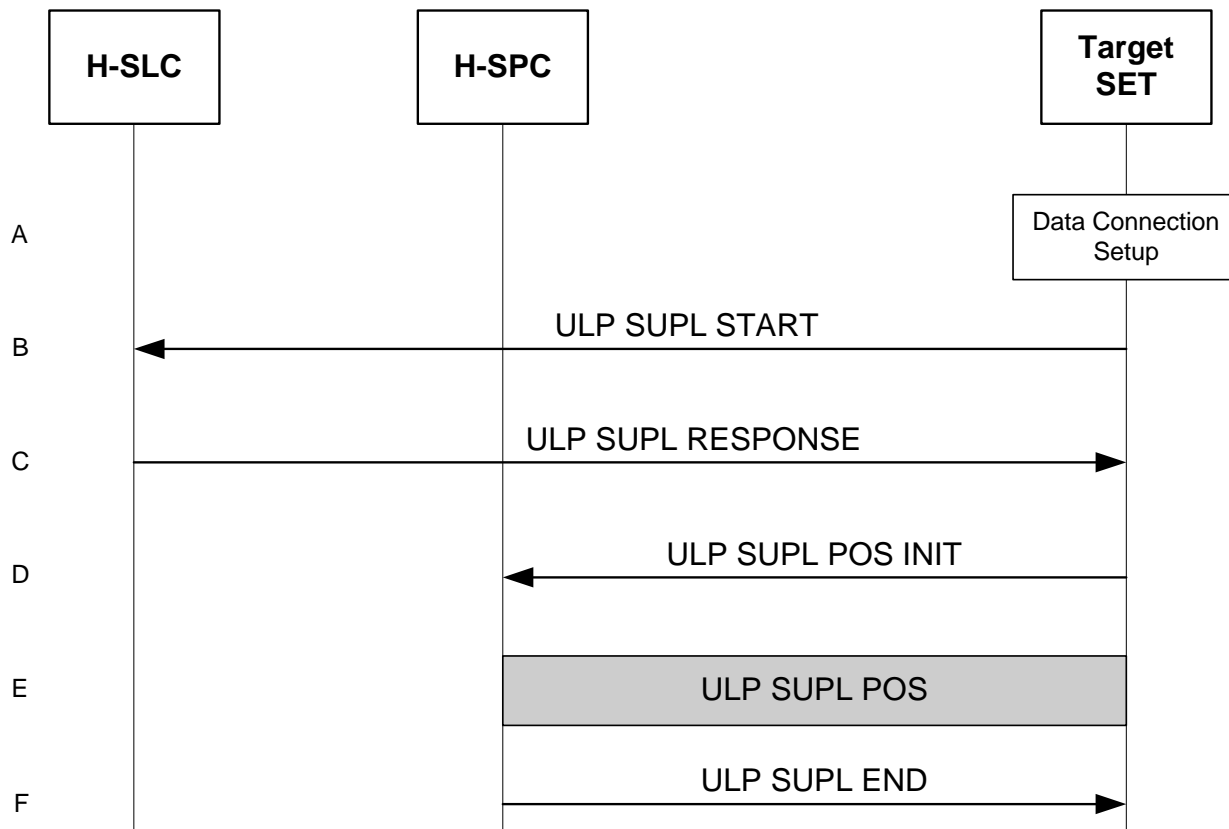 H-SLC
H-SPC
Target
SET
A
Data Connection
Setup
B
ULP SUPL START
C
ULP SUPL RESPONSE
D
ULP SUPL POS INIT
E
ULP SUPL POS
F
ULP SUPL END